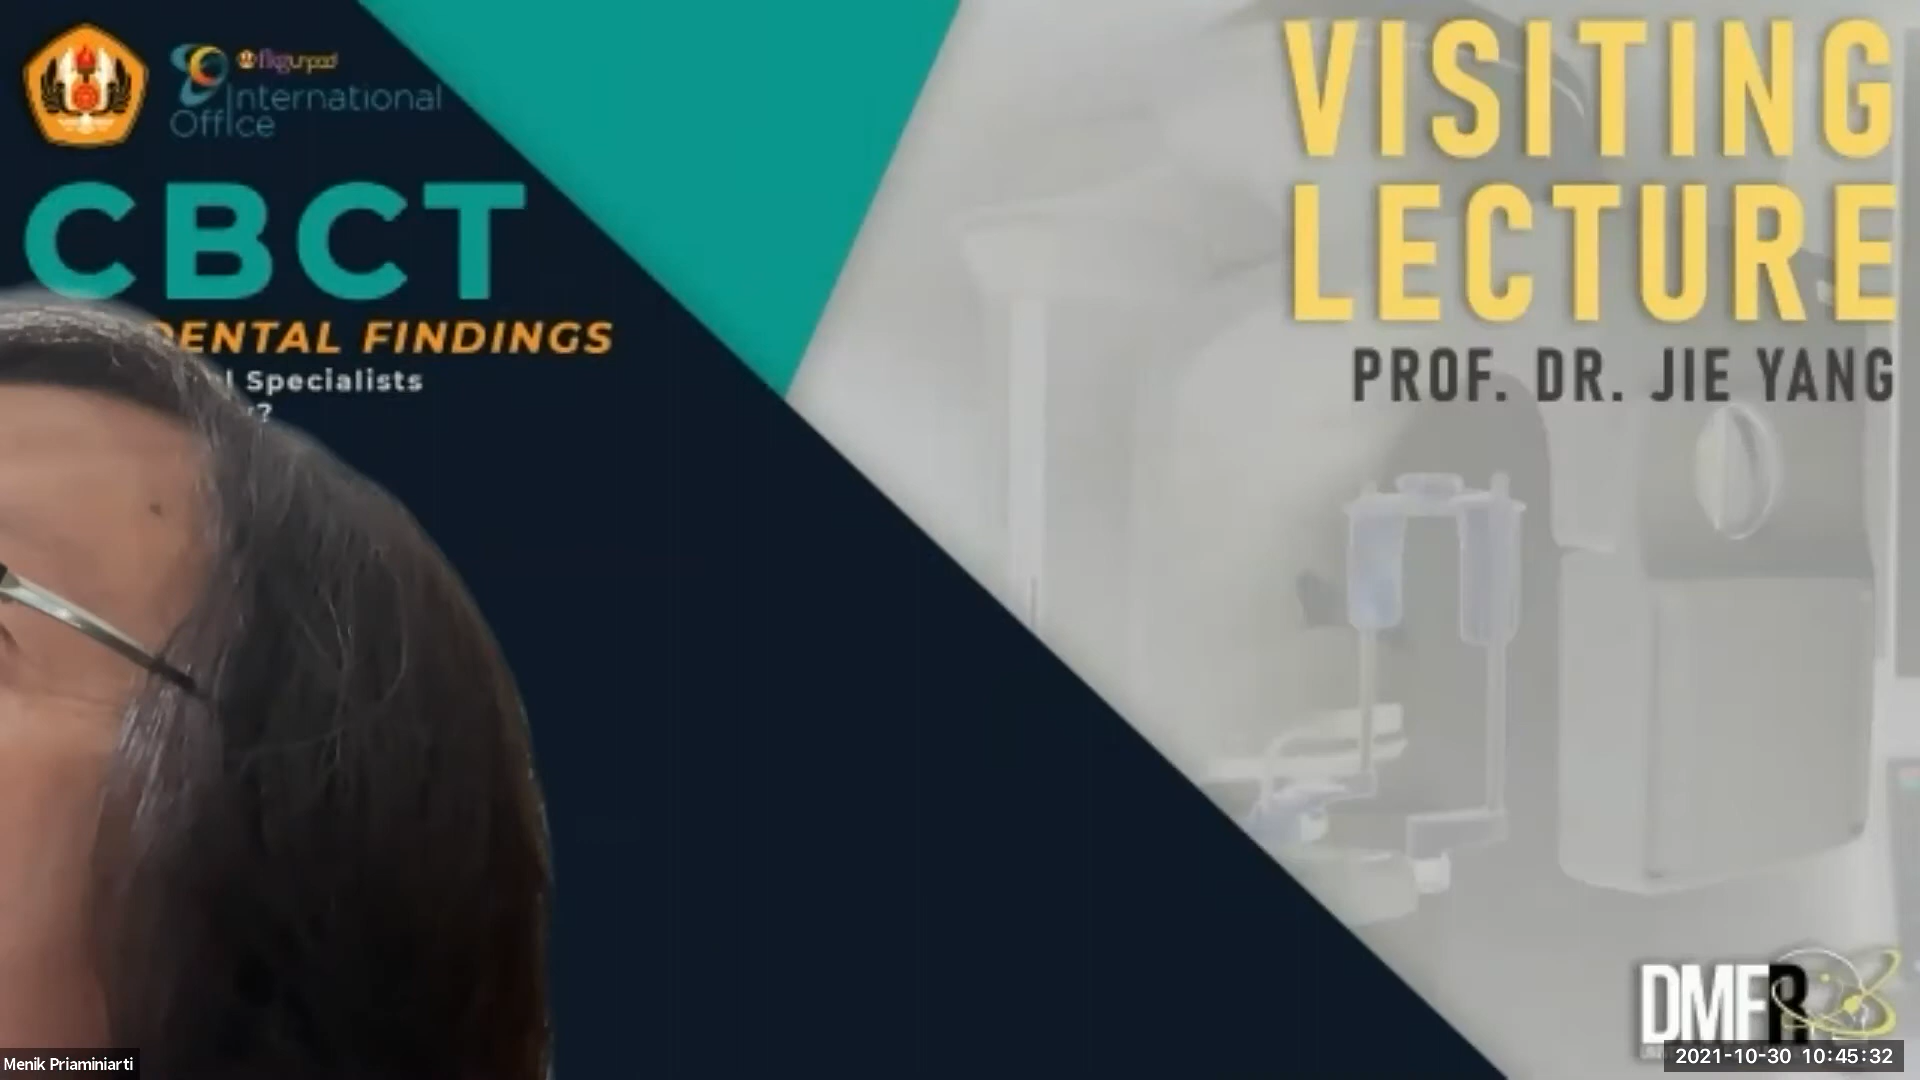 fkgunpad
International
Office
CBCT
DENTAL FINDINGS
Specialists
VISITING
LECTURE
PROF. DR. JIE YANG
DMFR
Menik Priaminiarti
2021-10-30 10:45:32